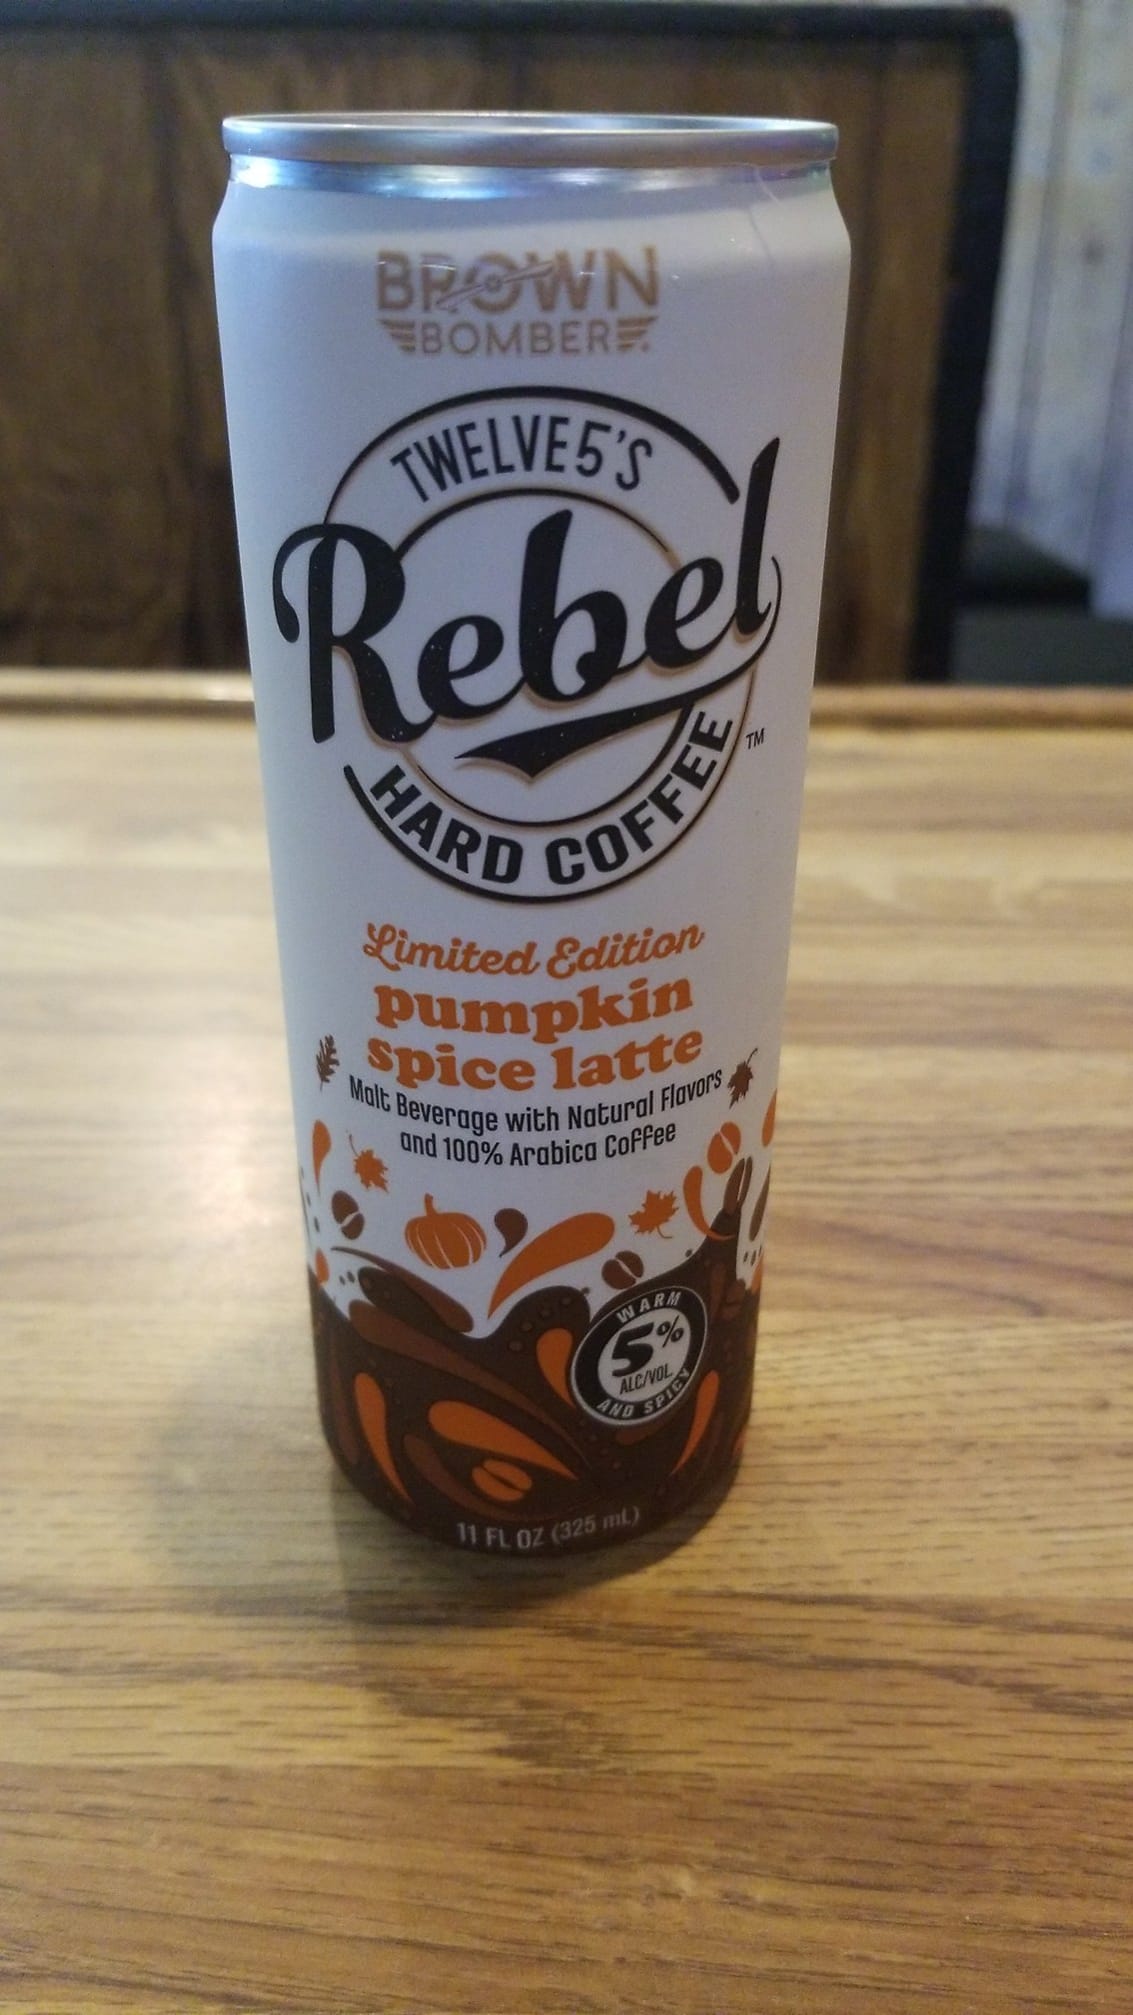 BROWN
BOMBER
TWELVE5'S
Rebel
HARD COFFEE
TM
Limited Edition
pumpkin
spice latte
Malt Beverage with Natural Flavors
and 100% Arabica Coffee
WARM
5%
ALC/VOL
AND SPICY
11 FL OZ (325 mL)